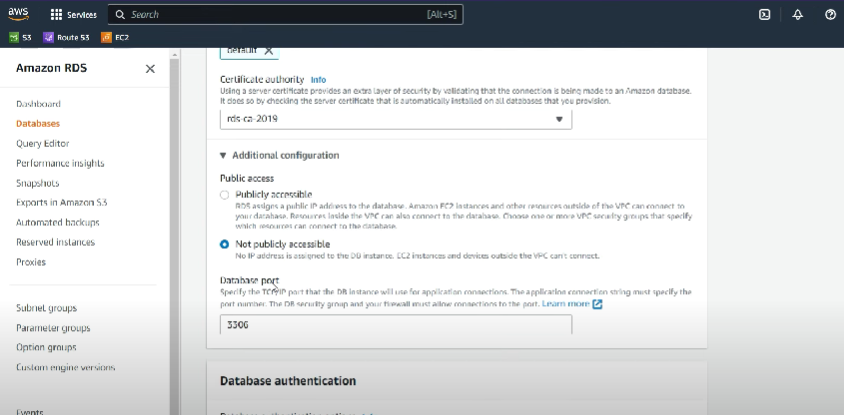 aws
Services
Search
[Alt+S]
S3
Route 53
EC2
Amazon RDS
Dashboard
Databases
Query Editor
Performance insights
Snapshots
Exports in Amazon S3
Automated backups
Reserved instances
Proxies
Subnet groups
Parameter groups
Option groups
Custom engine versions
Events
default
Certificate authority Info
Using a server certificate provides an extra layer of security by validating that the connection is being made to an Amazon database.
It does so by checking the server certificate that is automatically installed on all databases that you provision.
rds-ca-2019
Additional configuration
Public access
Publicly accessible
RDS assigns a public IP address to the database. Amazon EC2 instances and other resources outside of the VPC can connect to
your database. Resources inside the VPC can also connect to the database. Choose one or more VPC security groups that specify
which resources can connect to the database.
Not publicly accessible
No IP address is assigned to the DB instance. EC2 instances and devices outside the VPC can't connect.
Database port
Specify the TCP/IP port that the DB instance will use for application connections. The application connection string must specify the
port number. The DB security group and your firewall must allow connections to the port. Learn more
3306
Database authentication